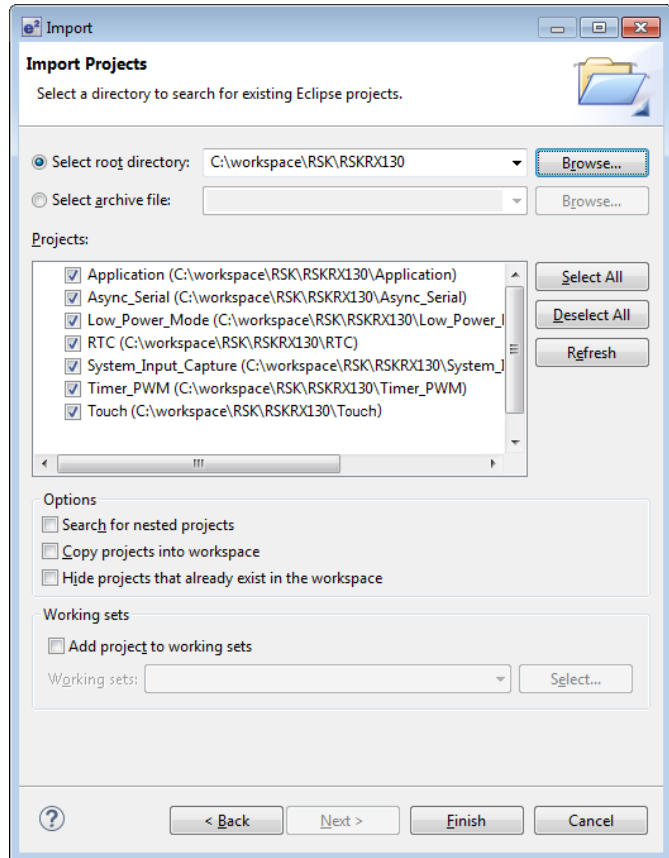 e² Import
Import Projects
Select a directory to search for existing Eclipse projects.
Select root directory: C:\workspace\RSK\RSKRX130 Browse...
Select archive file: Browse...
Projects:
Application (C:\workspace\RSK\RSKRX130\Application)
Async_Serial (C:\workspace\RSK\RSKRX130\Async_Serial)
Low_Power_Mode (C:\workspace\RSK\RSKRX130\Low_Power_
RTC (C:\workspace\RSK\RSKRX130\RTC)
System_Input_Capture (C:\workspace\RSK\RSKRX130\System_
Timer_PWM (C:\workspace\RSK\RSKRX130\Timer_PWM)
Touch (C:\workspace\RSK\RSKRX130\Touch)
Select All
Deselect All
Refresh
Options
Search for nested projects
Copy projects into workspace
Hide projects that already exist in the workspace
Working sets
Add project to working sets
Working sets: Select...
? < Back Next > Finish Cancel